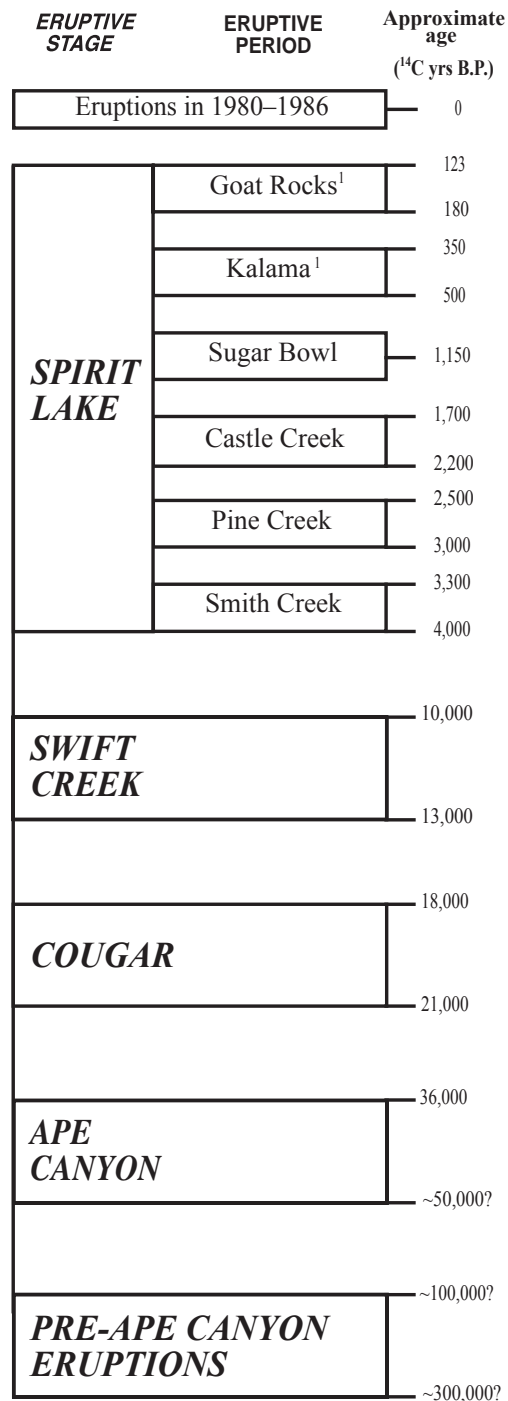 ERUPTIVE STAGE
ERUPTIVE PERIOD
Approximate age
(¹⁴C yrs B.P.)
Eruptions in 1980–1986
0
SPIRIT LAKE
Goat Rocks¹
123
180
Kalama¹
350
500
Sugar Bowl
1,150
Castle Creek
1,700
2,200
Pine Creek
2,500
3,000
Smith Creek
3,300
4,000
SWIFT
CREEK
10,000
13,000
COUGAR
18,000
21,000
APE
CANYON
36,000
~50,000?
PRE-APE CANYON
ERUPTIONS
~100,000?
~300,000?